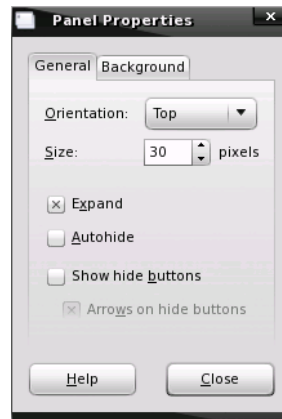 Panel Properties
General Background
Orientation: Top
Size: 30 pixels
Expand
Autohide
Show hide buttons
Arrows on hide buttons
Help Close